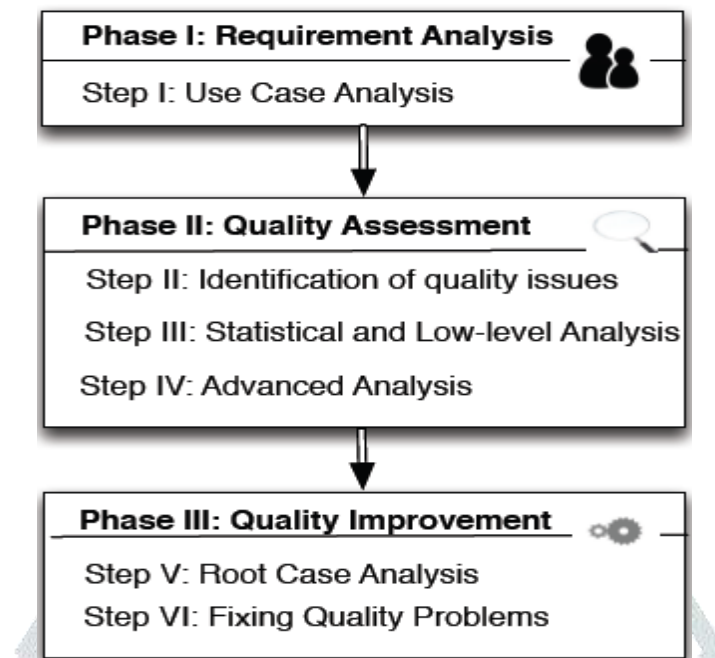 Phase I: Requirement Analysis
Step I: Use Case Analysis
Phase II: Quality Assessment
Step II: Identification of quality issues
Step III: Statistical and Low-level Analysis
Step IV: Advanced Analysis
Phase III: Quality Improvement
Step V: Root Case Analysis
Step VI: Fixing Quality Problems